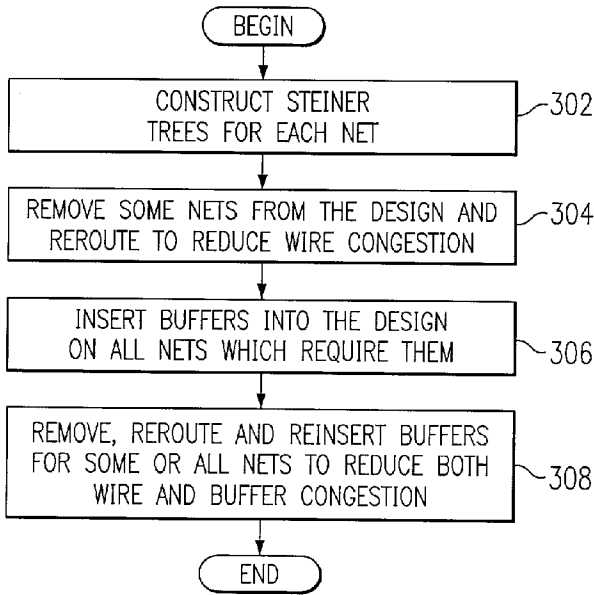 BEGIN
CONSTRUCT STEINER
TREES FOR EACH NET
302
REMOVE SOME NETS FROM THE DESIGN AND
REROUTE TO REDUCE WIRE CONGESTION
304
INSERT BUFFERS INTO THE DESIGN
ON ALL NETS WHICH REQUIRE THEM
306
REMOVE, REROUTE AND REINSERT BUFFERS
FOR SOME OR ALL NETS TO REDUCE BOTH
WIRE AND BUFFER CONGESTION
308
END